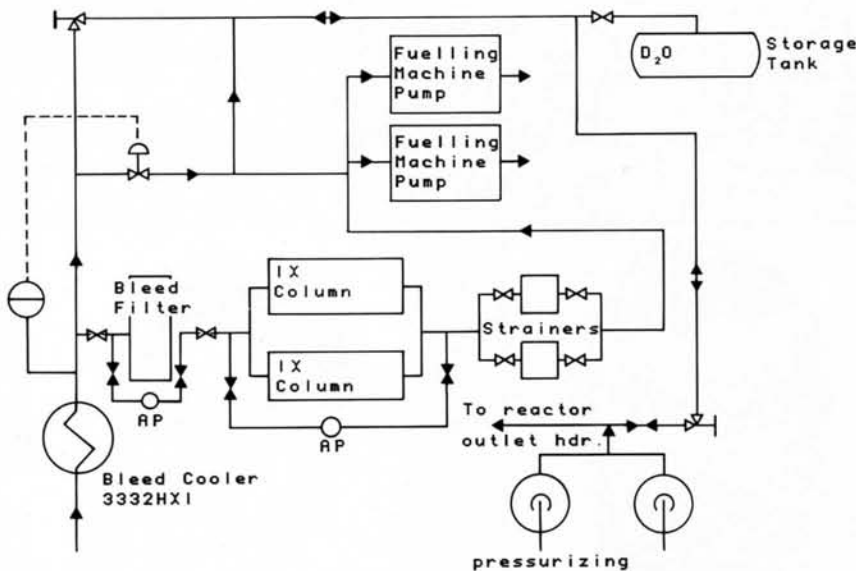 Fuelling
Machine
Pump
D₂O
Storage
Tank
Fuelling
Machine
Pump
Bleed
Filter
IX
Column
IX
Column
Strainers
ΔP
ΔP
To reactor
outlet hdr.
Bleed Cooler
3332HX1
pressurizing